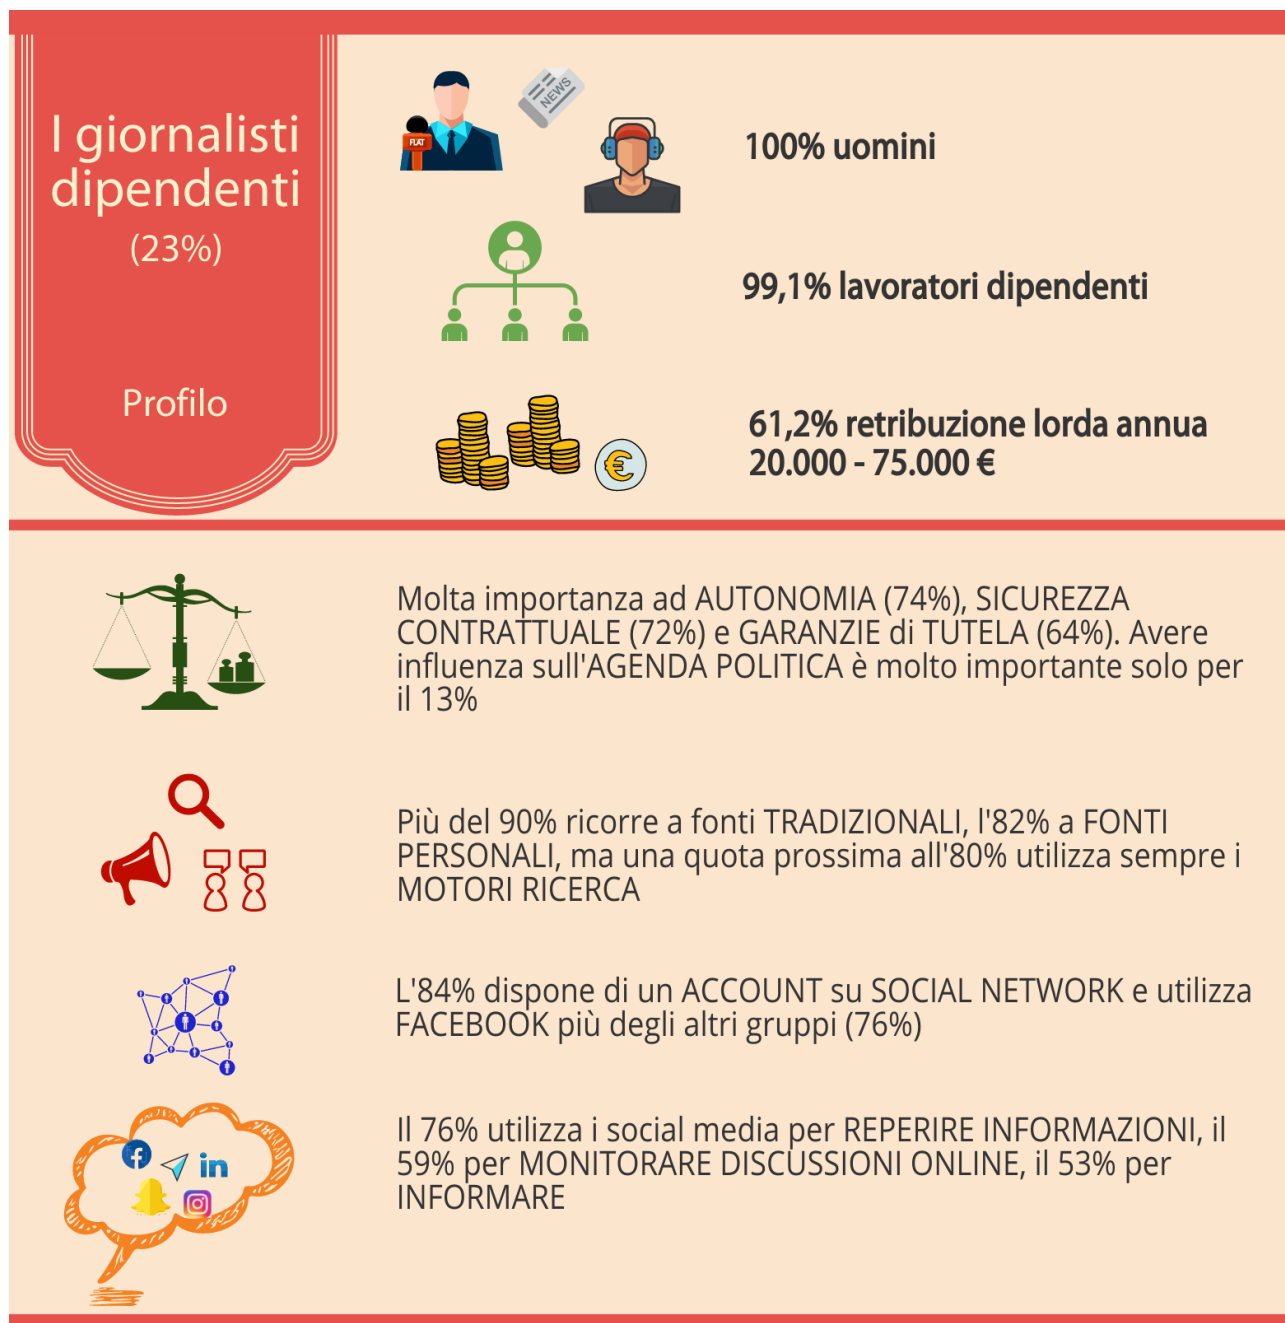 I giornalisti
dipendenti
(23%)
Profilo
FLAT
NEWS
100% uomini
99,1% lavoratori dipendenti
61,2% retribuzione lorda annua
20.000 - 75.000 €
Molta importanza ad AUTONOMIA (74%), SICUREZZA
CONTRATTUALE (72%) e GARANZIE di TUTELA (64%). Avere
influenza sull'AGENDA POLITICA è molto importante solo per
il 13%
Più del 90% ricorre a fonti TRADIZIONALI, l'82% a FONTI
PERSONALI, ma una quota prossima all'80% utilizza sempre i
MOTORI RICERCA
L'84% dispone di un ACCOUNT su SOCIAL NETWORK e utilizza
FACEBOOK più degli altri gruppi (76%)
in
Il 76% utilizza i social media per REPERIRE INFORMAZIONI, il
59% per MONITORARE DISCUSSIONI ONLINE, il 53% per
INFORMARE